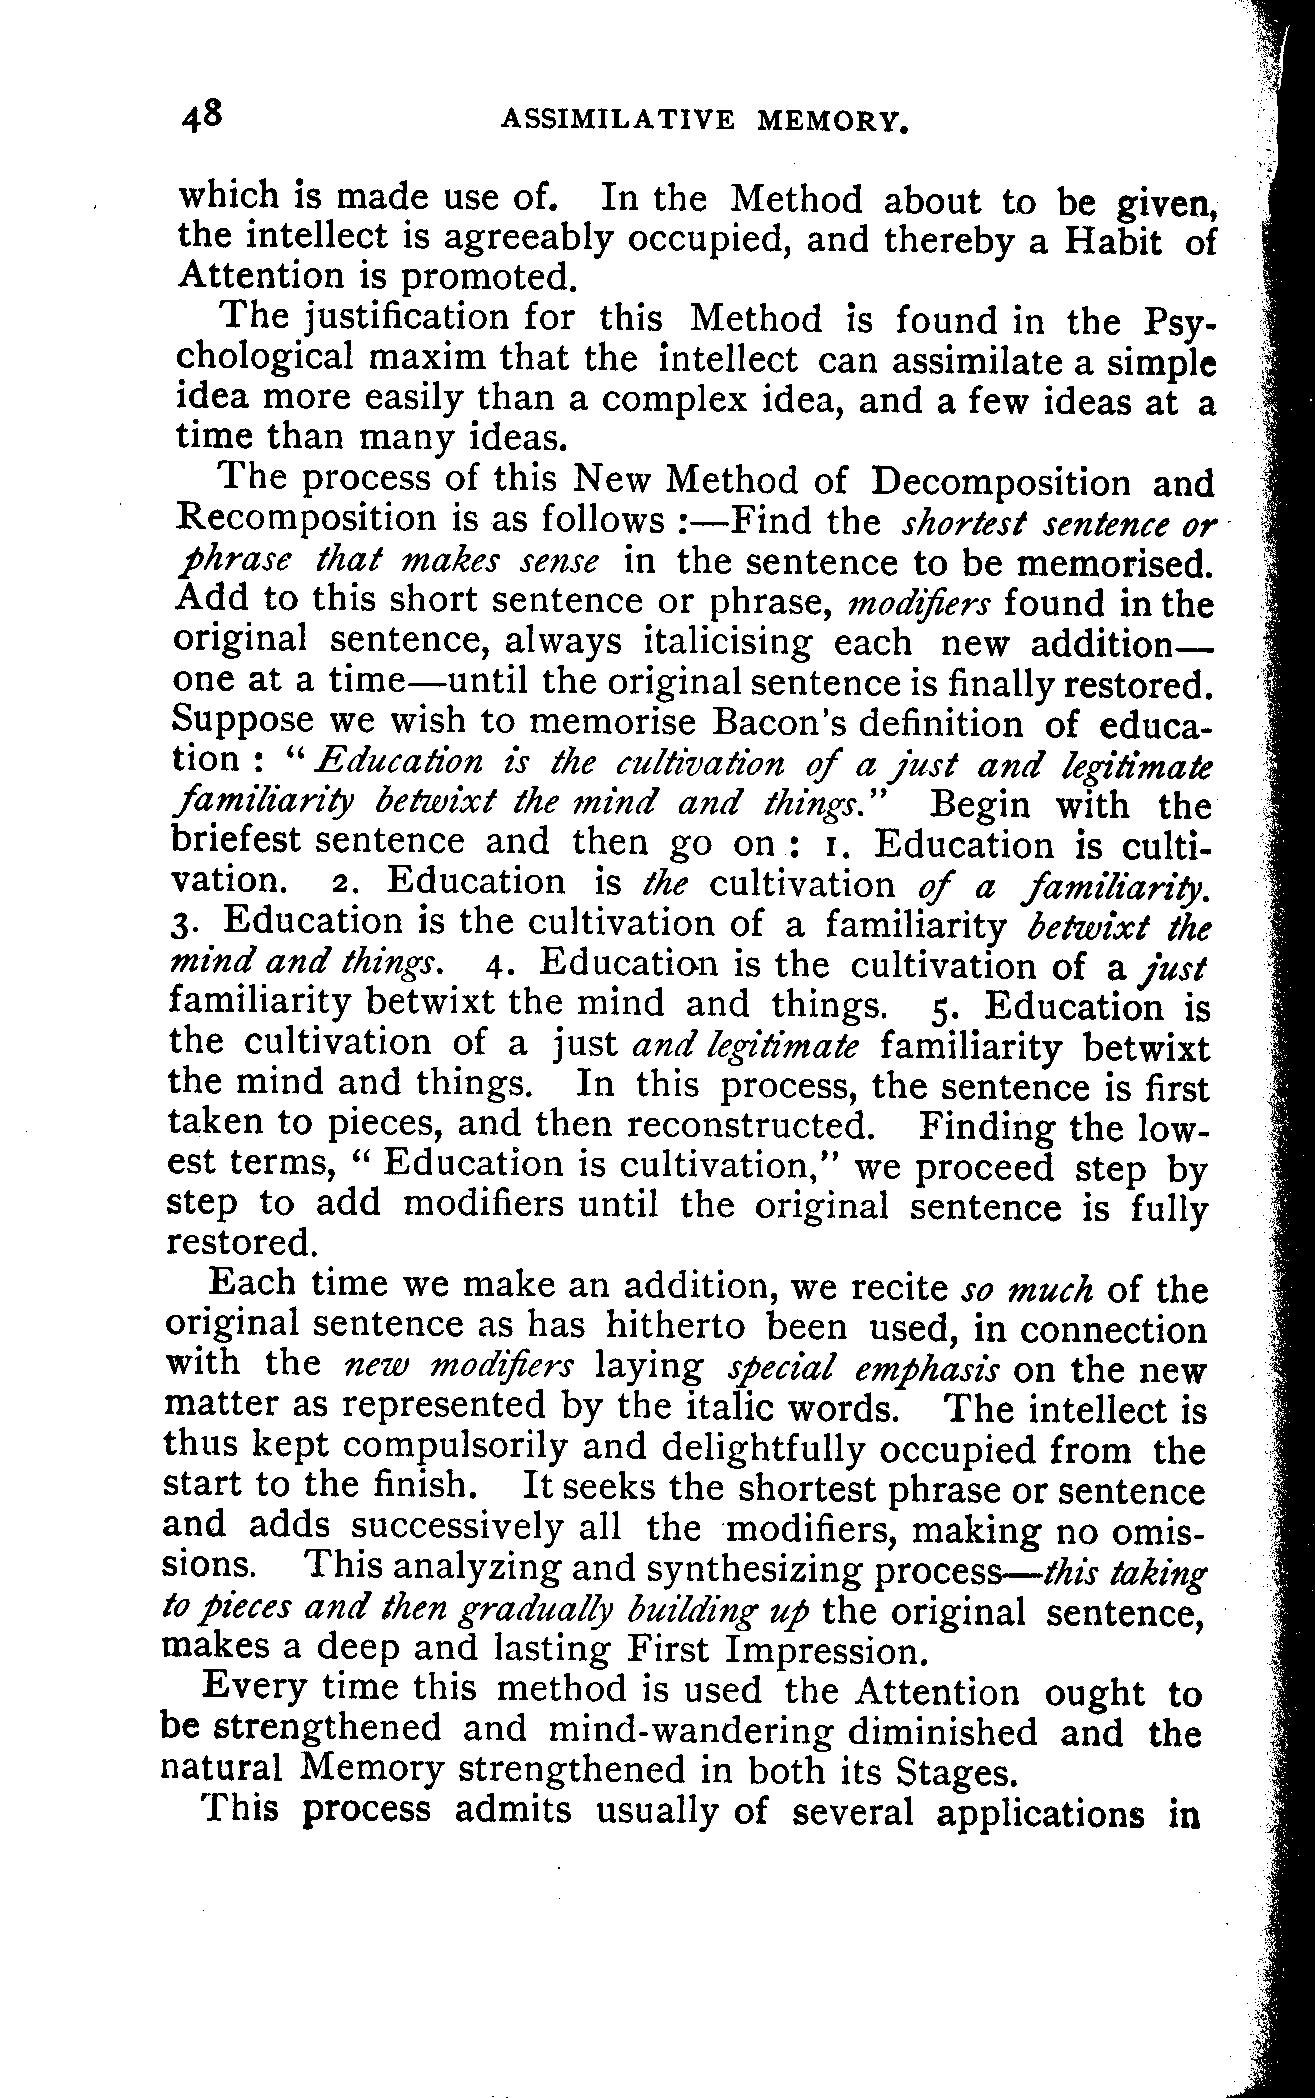 48 ASSIMILATIVE MEMORY.
which is made use of. In the Method about to be given,
the intellect is agreeably occupied, and thereby a Habit of
Attention is promoted.
The justification for this Method is found in the Psy-
chological maxim that the intellect can assimilate a simple
idea more easily than a complex idea, and a few ideas at a
time than many ideas.
The process of this New Method of Decomposition and
Recomposition is as follows :—Find the shortest sentence or
phrase that makes sense in the sentence to be memorised.
Add to this short sentence or phrase, modifiers found in the
original sentence, always italicising each new addition—
one at a time—until the original sentence is finally restored.
Suppose we wish to memorise Bacon's definition of educa-
tion : “ Education is the cultivation of a just and legitimate
familiarity betwixt the mind and things.” Begin with the
briefest sentence and then go on : 1. Education is culti-
vation. 2. Education is the cultivation of a familiarity.
3. Education is the cultivation of a familiarity betwixt the
mind and things. 4. Education is the cultivation of a just
familiarity betwixt the mind and things. 5. Education is
the cultivation of a just and legitimate familiarity betwixt
the mind and things. In this process, the sentence is first
taken to pieces, and then reconstructed. Finding the low-
est terms, “ Education is cultivation,” we proceed step by
step to add modifiers until the original sentence is fully
restored.
Each time we make an addition, we recite so much of the
original sentence as has hitherto been used, in connection
with the new modifiers laying special emphasis on the new
matter as represented by the italic words. The intellect is
thus kept compulsorily and delightfully occupied from the
start to the finish. It seeks the shortest phrase or sentence
and adds successively all the modifiers, making no omis-
sions. This analyzing and synthesizing process—this taking
to pieces and then gradually building up the original sentence,
makes a deep and lasting First Impression.
Every time this method is used the Attention ought to
be strengthened and mind-wandering diminished and the
natural Memory strengthened in both its Stages.
This process admits usually of several applications in